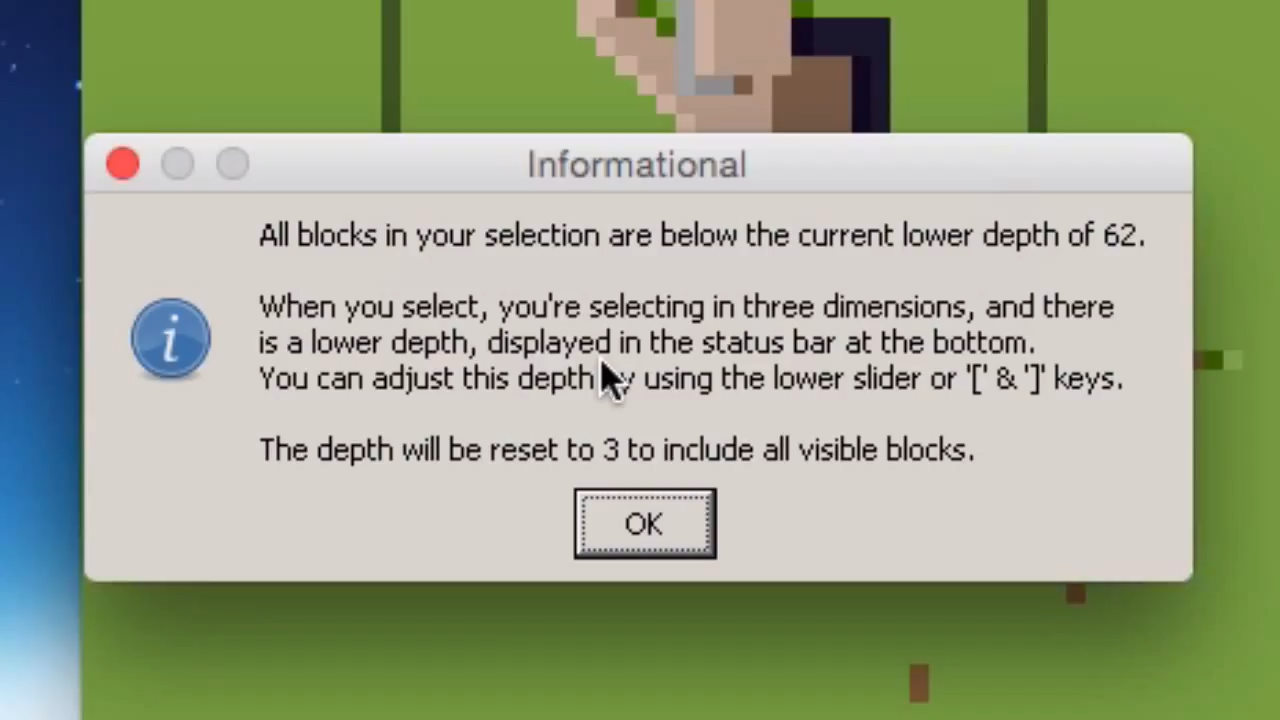 Informational
All blocks in your selection are below the current lower depth of 62.
When you select, you're selecting in three dimensions, and there
is a lower depth, displayed in the status bar at the bottom.
You can adjust this depth by using the lower slider or '[' & ']' keys.
The depth will be reset to 3 to include all visible blocks.
OK